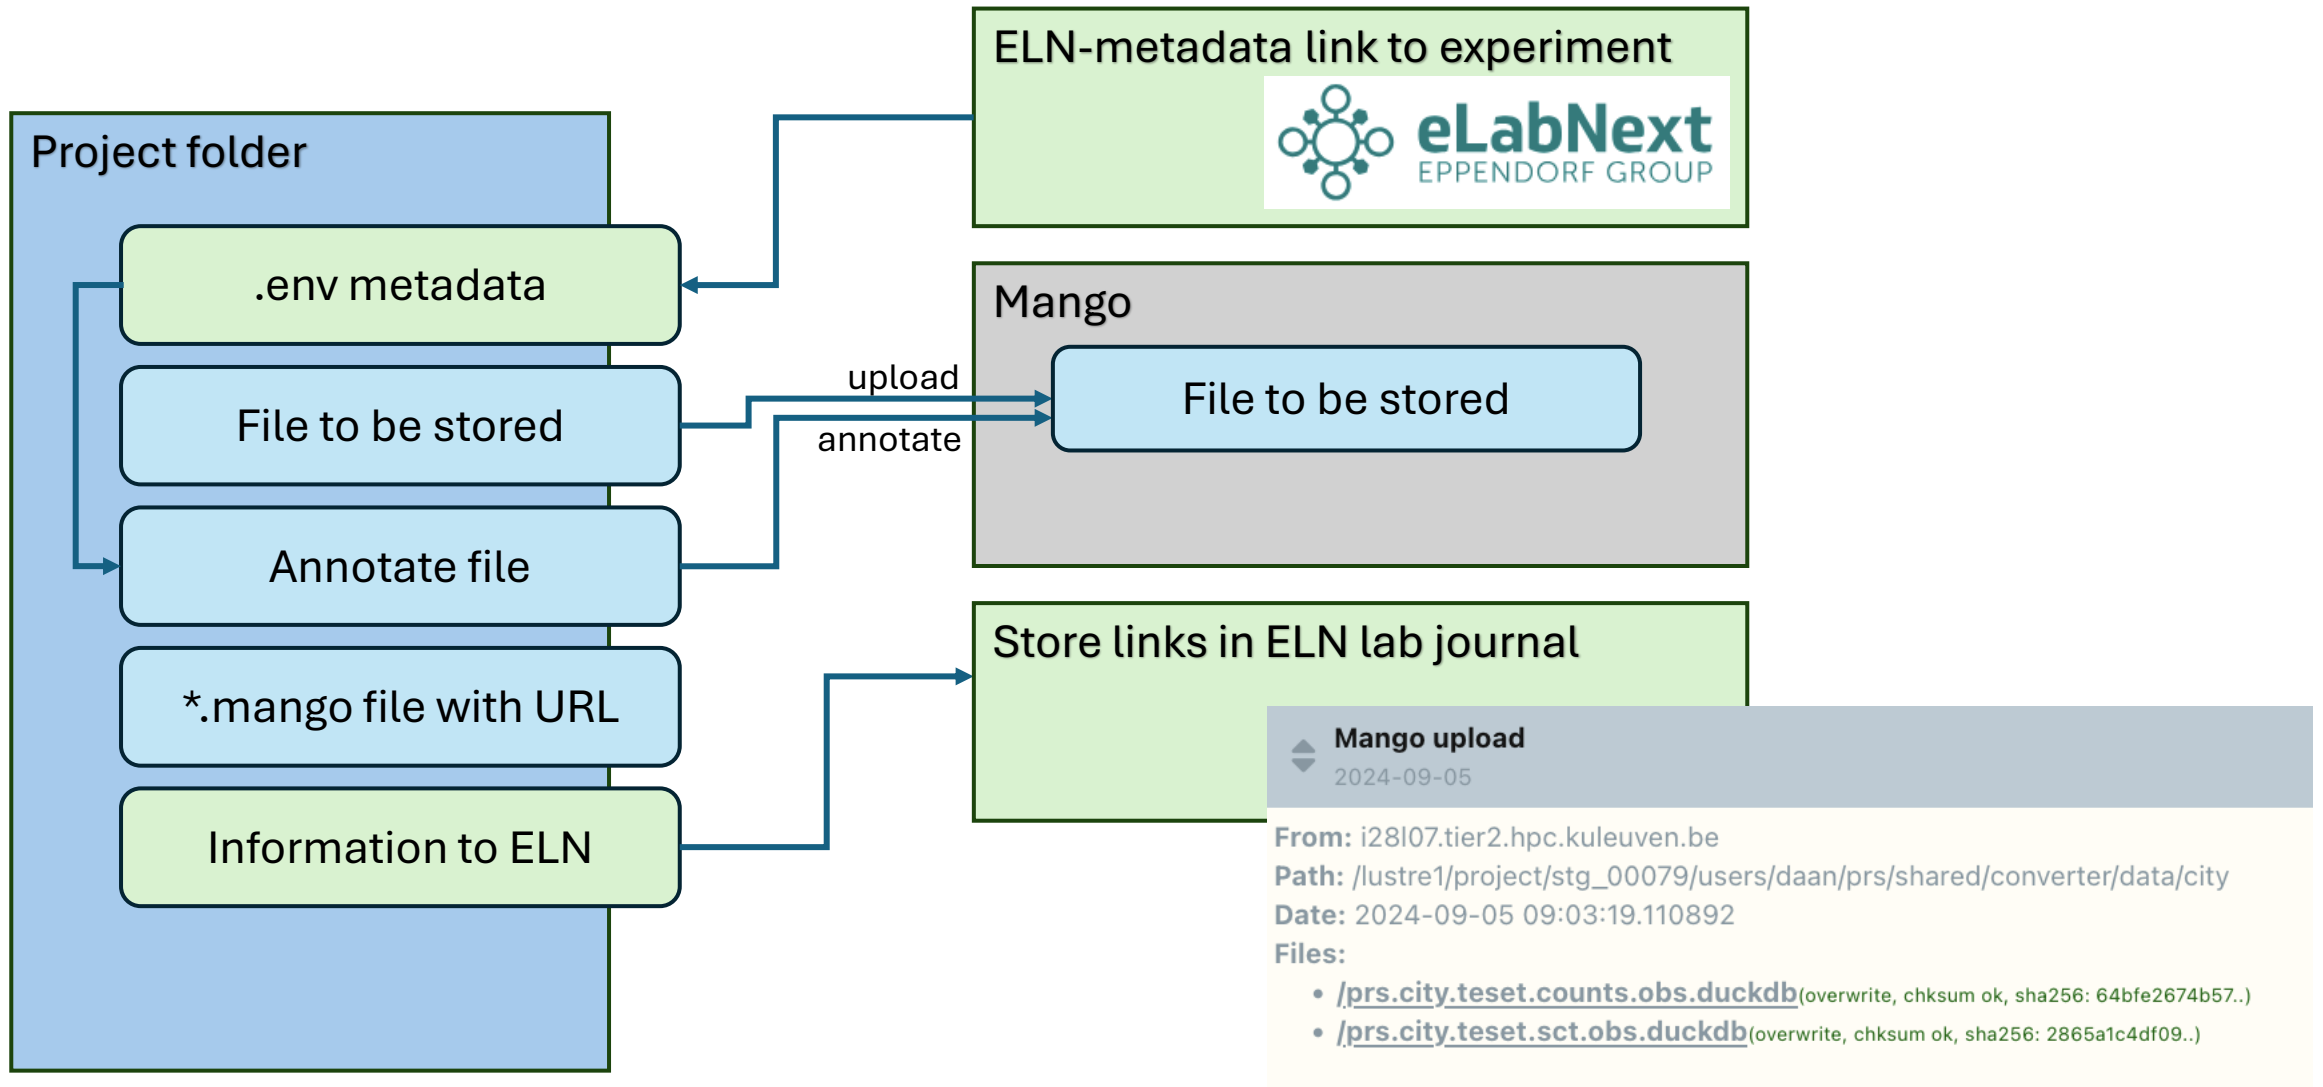 Project folder
.env metadata
File to be stored
Annotate file
*.mango file with URL
Information to ELN
upload
annotate
ELN-metadata link to experiment
eLabNext
EPPENDORF GROUP
Mango
File to be stored
Store links in ELN lab journal
Mango upload
2024-09-05
From: i28l07.tier2.hpc.kuleuven.be
Path: /lustre1/project/stg_00079/users/daan/prs/shared/converter/data/city
Date: 2024-09-05 09:03:19.110892
Files:
• /prs.city.teset.counts.obs.duckdb(overwrite, chksum ok, sha256: 64bfe2674b57..)
• /prs.city.teset.sct.obs.duckdb(overwrite, chksum ok, sha256: 2865a1c4df09..)